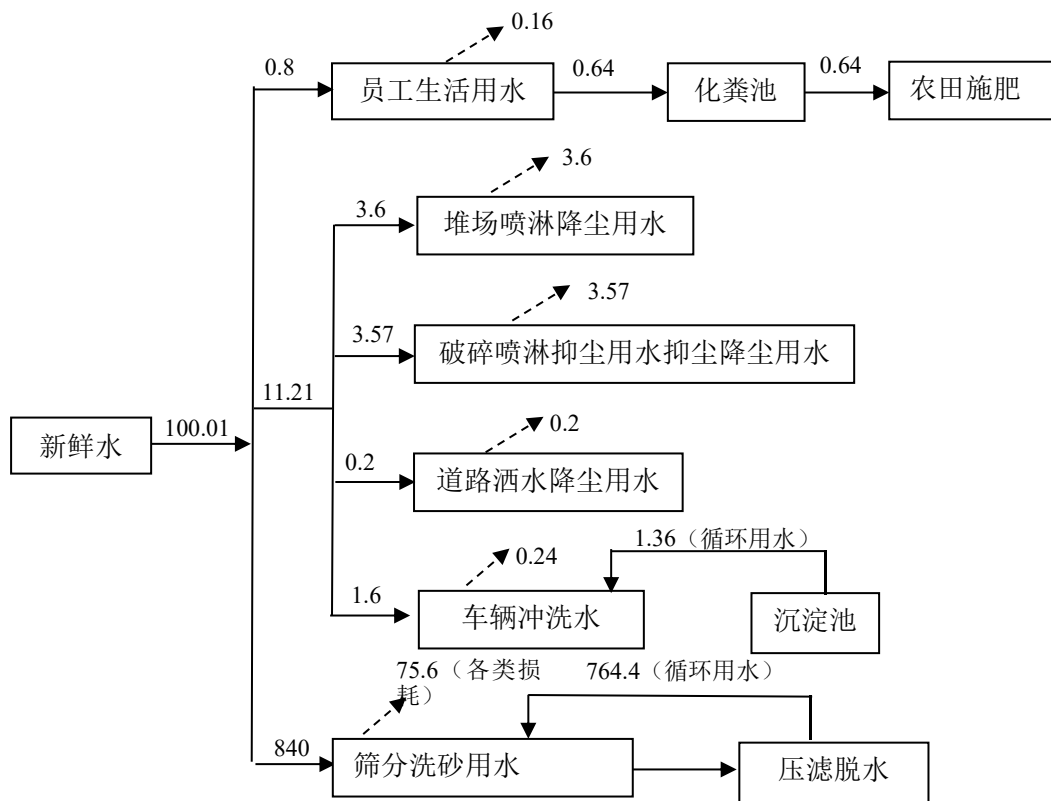 0.16
0.8
员工生活用水
0.64
化粪池
0.64
农田施肥
3.6
3.6
堆场喷淋降尘用水
3.57
3.57
破碎喷淋抑尘用水抑尘降尘用水
11.21
新鲜水
100.01
0.2
0.2
道路洒水降尘用水
1.36（循环用水）
0.24
1.6
车辆冲洗水
沉淀池
75.6（各类损
耗）
764.4（循环用水）
840
筛分洗砂用水
压滤脱水